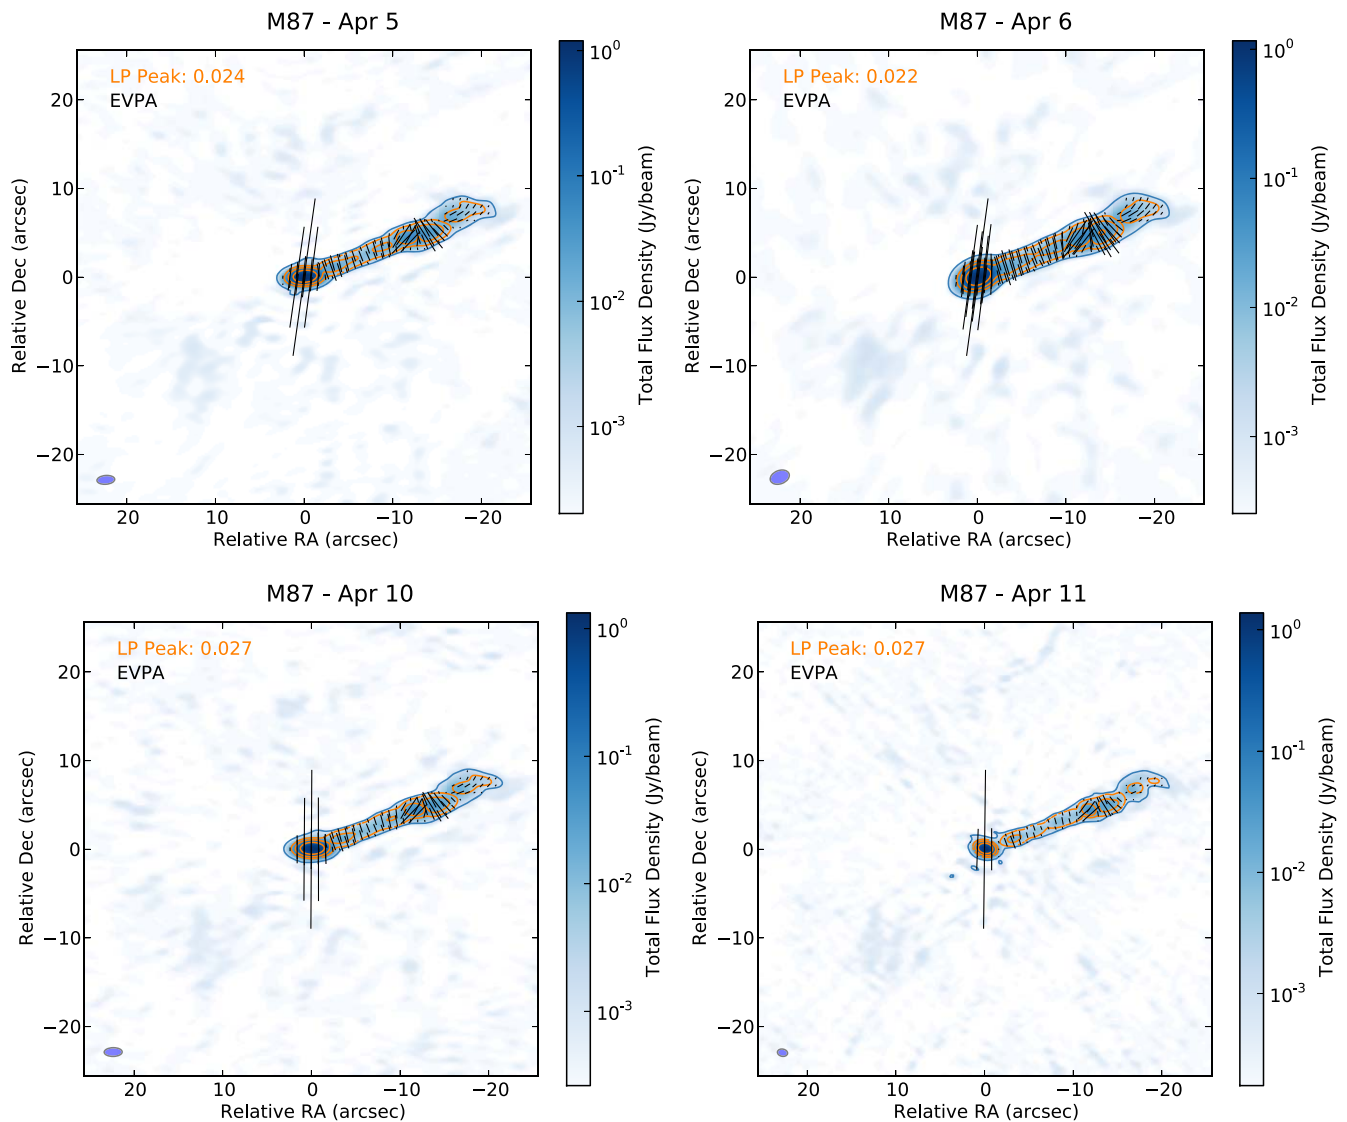 M87 - Apr 5
LP Peak: 0.024
EVPA
20
10
0
−10
−20
20
10
0
−10
−20
Relative RA (arcsec)
Relative Dec (arcsec)
10^0
10^-1
10^-2
10^-3
Total Flux Density (Jy/beam)
M87 - Apr 6
LP Peak: 0.022
EVPA
20
10
0
−10
−20
20
10
0
−10
−20
Relative RA (arcsec)
Relative Dec (arcsec)
10^0
10^-1
10^-2
10^-3
Total Flux Density (Jy/beam)
M87 - Apr 10
LP Peak: 0.027
EVPA
20
10
0
−10
−20
20
10
0
−10
−20
Relative RA (arcsec)
Relative Dec (arcsec)
10^0
10^-1
10^-2
10^-3
Total Flux Density (Jy/beam)
M87 - Apr 11
LP Peak: 0.027
EVPA
20
10
0
−10
−20
20
10
0
−10
−20
Relative RA (arcsec)
Relative Dec (arcsec)
10^0
10^-1
10^-2
10^-3
Total Flux Density (Jy/beam)